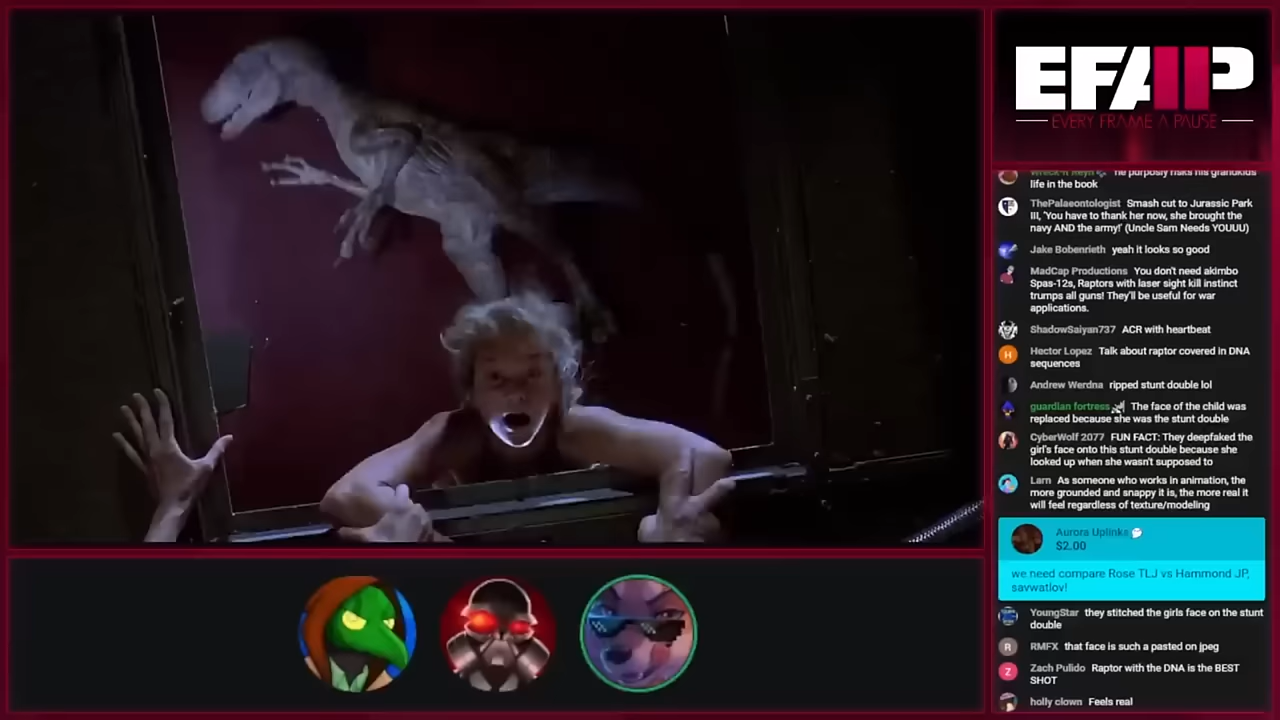 EFAP
EVERY FRAME A PAUSE
he purposly risks his grandkids
life in the book
ThePalaeontologist Smash cut to Jurassic Park
III, 'You have to thank her now, she brought the
navy AND the army!' (Uncle Sam Needs YOUUU)
Jake Bobenrieth yeah it looks so good
MadCap Productions You don't need akimbo
Spas-12s, Raptors with laser sight kill instinct
trumps all guns! They'll be useful for war
applications.
ShadowSaiyan737 ACR with heartbeat
Hector Lopez Talk about raptor covered in DNA
sequences
Andrew Werdna ripped stunt double lol
guardian fortress The face of the child was
replaced because she was the stunt double
CyberWolf 2077 FUN FACT: They deepfaked the
girl's face onto this stunt double because she
looked up when she wasn't supposed to
Larn As someone who works in animation, the
more grounded and snappy it is, the more real it
will feel regardless of texture/modeling
Aurora Uplinks
$2.00
we need compare Rose TLJ vs Hammond JP,
savwatlov!
YoungStar they stitched the girls face on the stunt
double
RMFX that face is such a pasted on jpeg
Zach Pulido Raptor with the DNA is the BEST
SHOT
holly clown Feels real